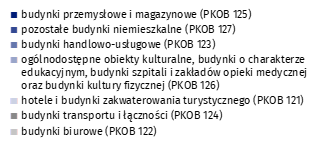 budynki przemysłowe i magazynowe (PKOB 125)
pozostałe budynki niemieszkalne (PKOB 127)
budynki handlowo-usługowe (PKOB 123)
ogólnodostępne obiekty kulturalne, budynki o charakterze
edukacyjnym, budynki szpitali i zakładów opieki medycznej
oraz budynki kultury fizycznej (PKOB 126)
hotele i budynki zakwaterowania turystycznego (PKOB 121)
budynki transportu i łączności (PKOB 124)
budynki biurowe (PKOB 122)